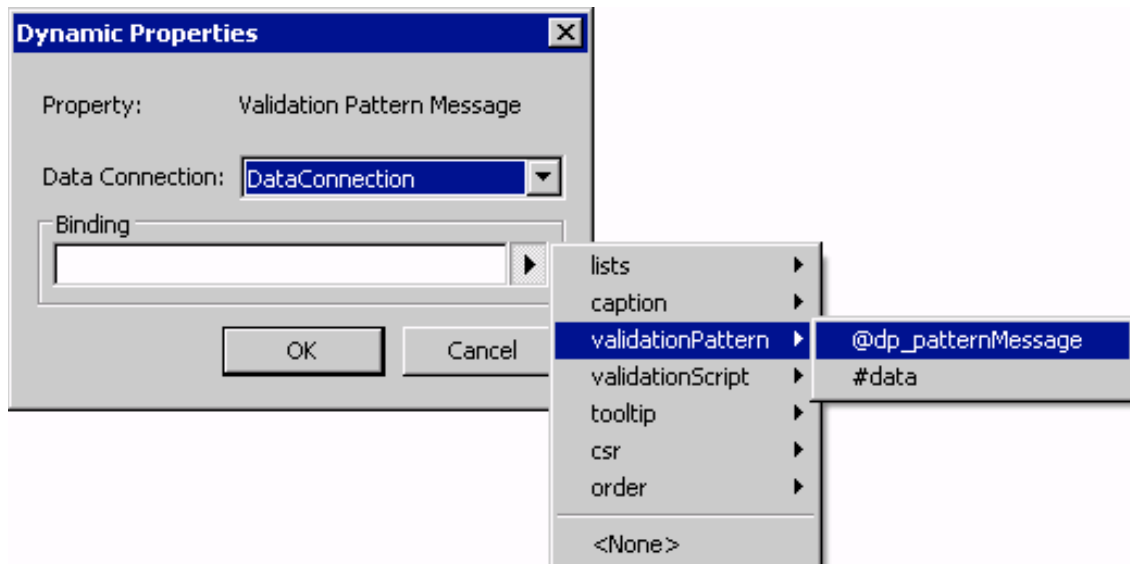 Dynamic Properties
Property: Validation Pattern Message
Data Connection: DataConnection
Binding
OK Cancel
lists
caption
validationPattern
validationScript
tooltip
csr
order
<None>
@dp_patternMessage
#data